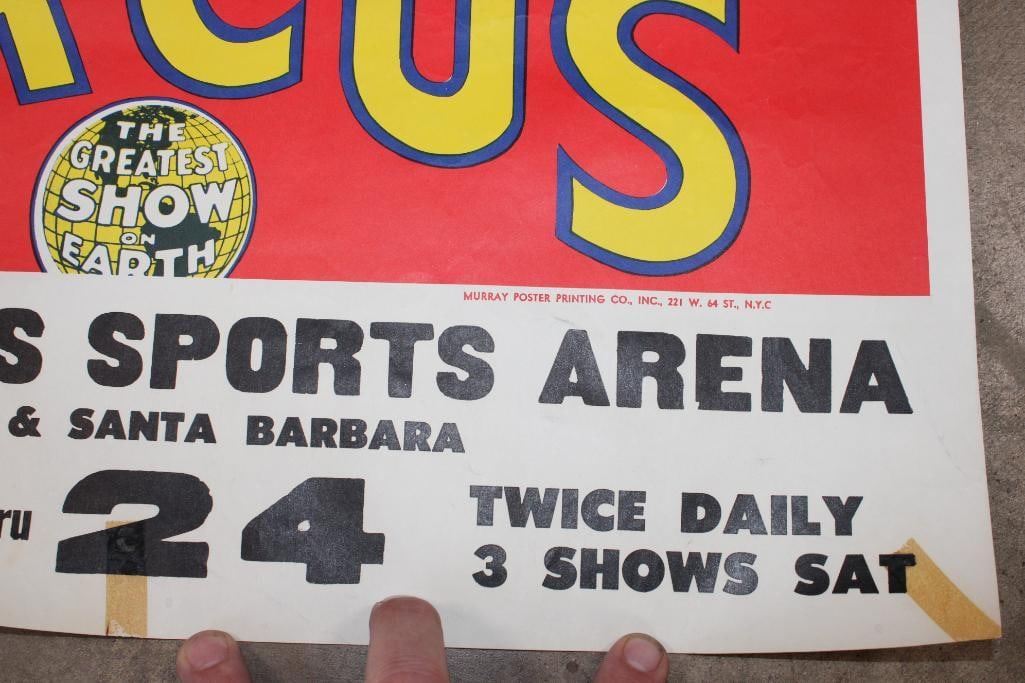 CUS
THE
GREATEST
SHOW
ON
EARTH
MURRAY POSTER PRINTING CO., INC., 221 W. 64 ST., N.Y.C
S SPORTS ARENA
& SANTA BARBARA
ru 24 TWICE DAILY
3 SHOWS SAT